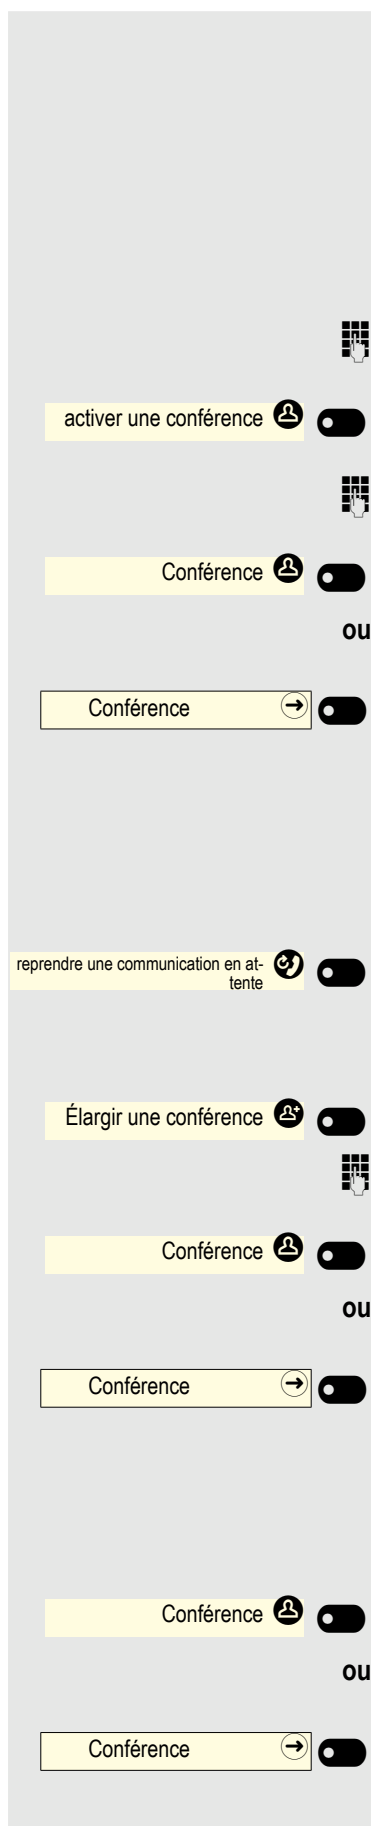 activer une conférence
Conférence
ou
Conférence
reprendre une communication en at-
tente
Élargir une conférence
Conférence
ou
Conférence
Conférence
ou
Conférence